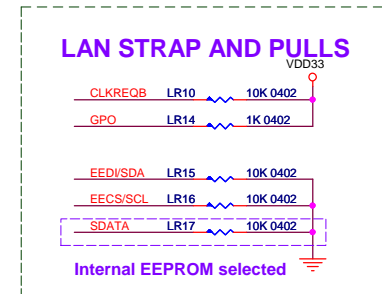 LAN STRAP AND PULLS
VDD33
CLKREQB LR10 10K 0402
GPO LR14 1K 0402
EEDI/SDA LR15 10K 0402
EECS/SCL LR16 10K 0402
SDATA LR17 10K 0402
Internal EEPROM selected